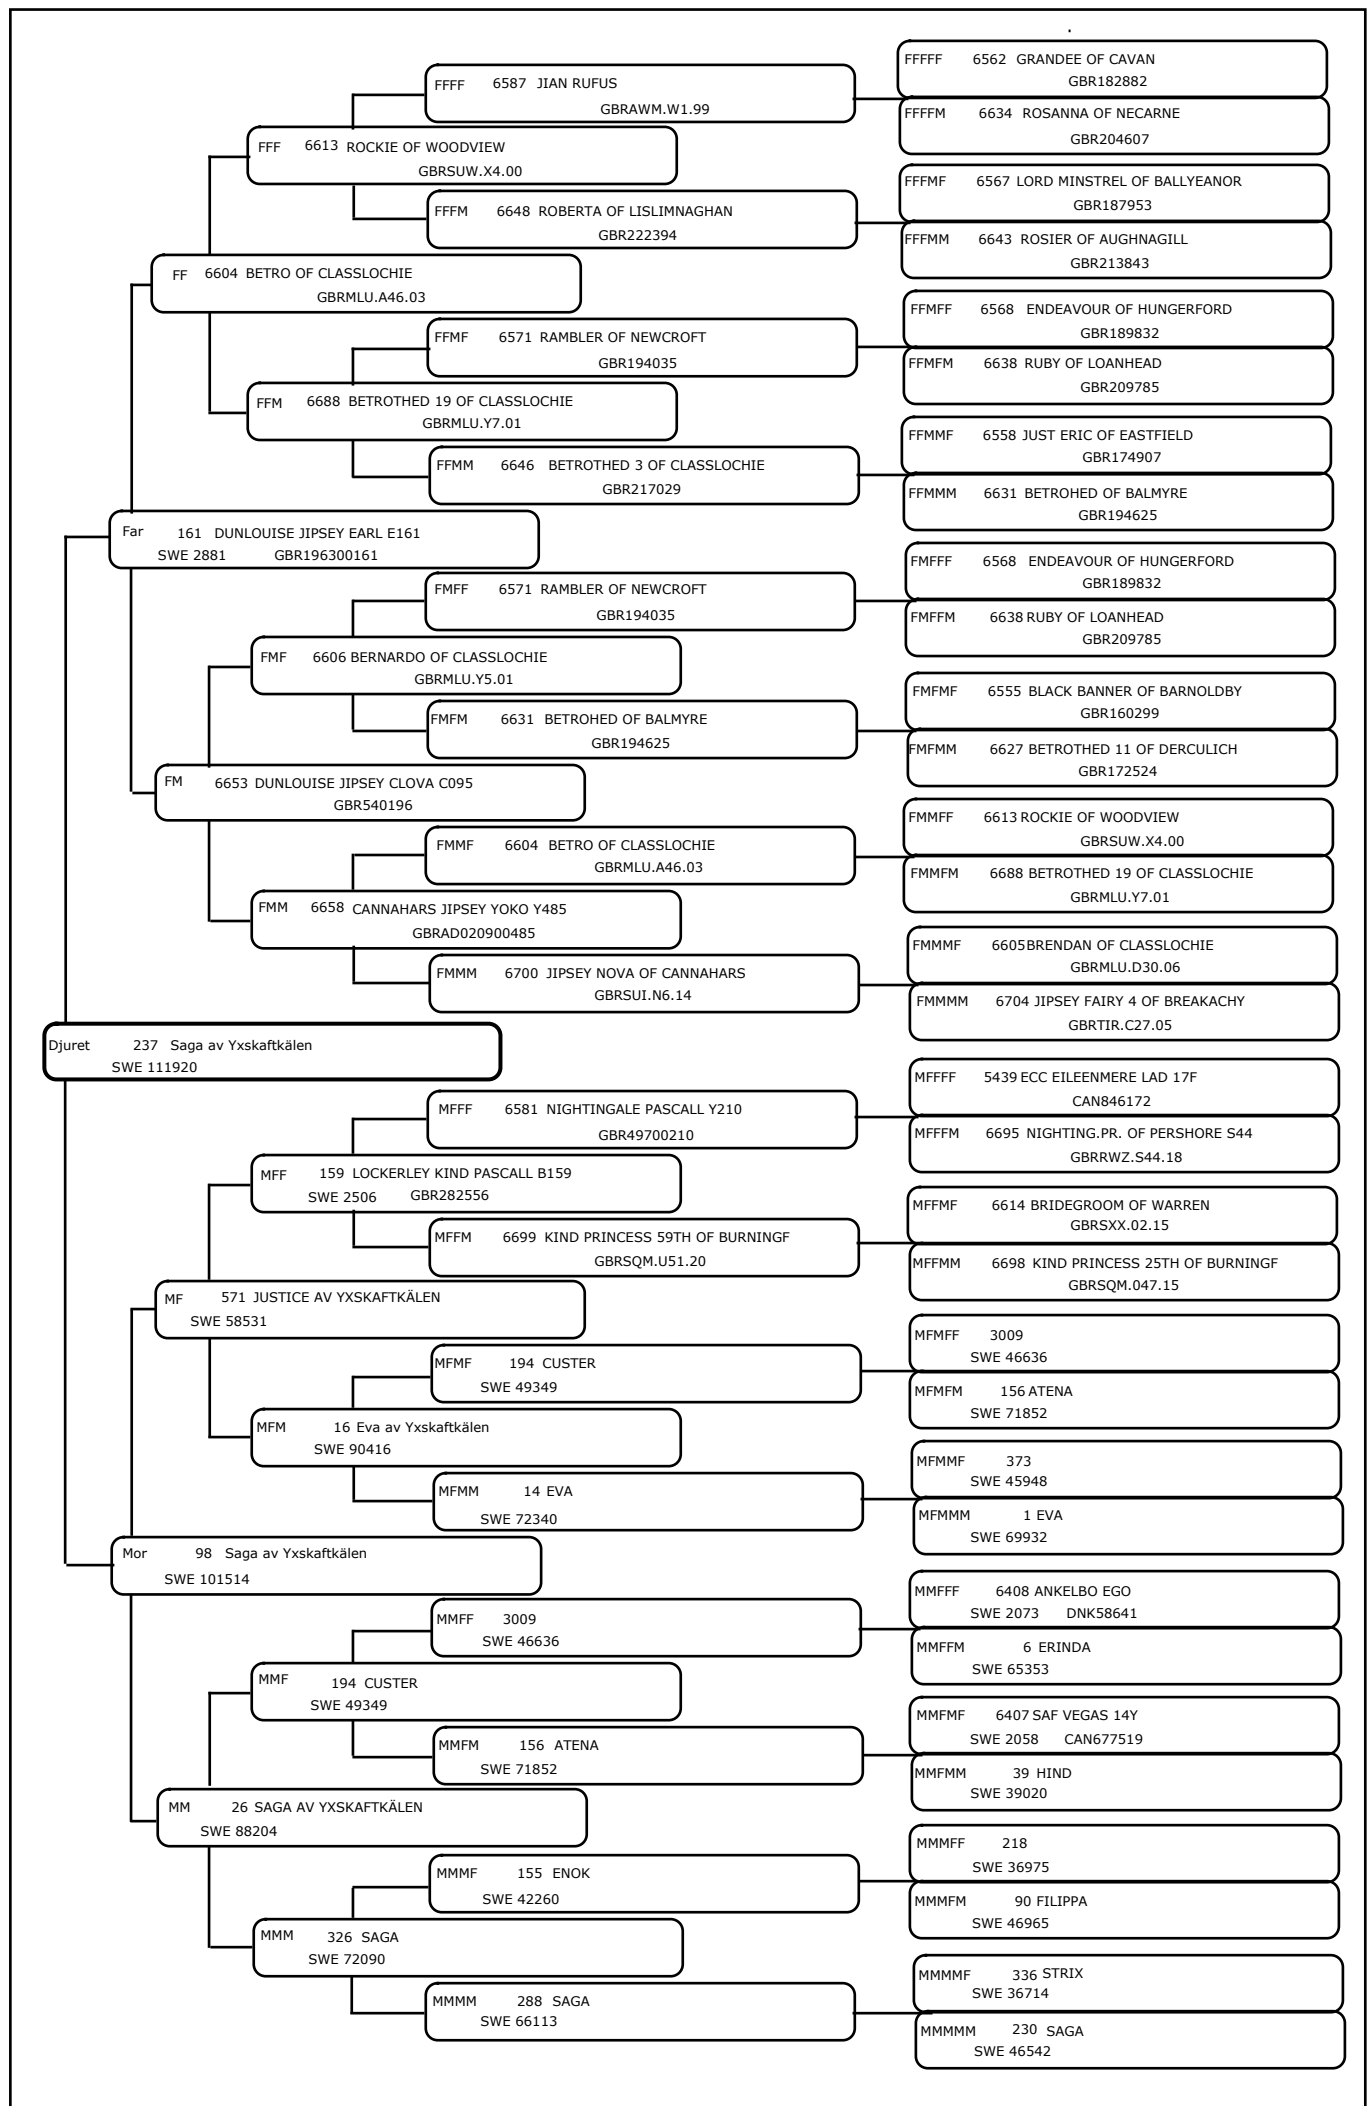 FFFFF 6562 GRANDEE OF CAVAN
GBR182882
FFFF 6587 JIAN RUFUS
GBRAWM.W1.99
FFFFM 6634 ROSANNA OF NECARNE
GBR204607
FFF 6613 ROCKIE OF WOODVIEW
GBRSUW.X4.00
FFFMF 6567 LORD MINSTREL OF BALLYEANOR
GBR187953
FFFM 6648 ROBERTA OF LISLIMNAGHAN
GBR222394
FFFMM 6643 ROSIER OF AUGHNAGILL
GBR213843
FF 6604 BETRO OF CLASSLOCHIE
GBRMLU.A46.03
FFMFF 6568 ENDEAVOUR OF HUNGERFORD
GBR189832
FFMF 6571 RAMBLER OF NEWCROFT
GBR194035
FFMFM 6638 RUBY OF LOANHEAD
GBR209785
FFM 6688 BETROTHED 19 OF CLASSLOCHIE
GBRMLU.Y7.01
FFMMF 6558 JUST ERIC OF EASTFIELD
GBR174907
FFMM 6646 BETROTHED 3 OF CLASSLOCHIE
GBR217029
FFMMM 6631 BETROHED OF BALMYRE
GBR194625
Far 161 DUNLOUISE JIPSEY EARL E161
SWE 2881 GBR196300161
FMFFF 6568 ENDEAVOUR OF HUNGERFORD
GBR189832
FMFF 6571 RAMBLER OF NEWCROFT
GBR194035
FMFFM 6638 RUBY OF LOANHEAD
GBR209785
FMF 6606 BERNARDO OF CLASSLOCHIE
GBRMLU.Y5.01
FMFMF 6555 BLACK BANNER OF BARNOLDBY
GBR160299
FMFM 6631 BETROHED OF BALMYRE
GBR194625
FMFMM 6627 BETROTHED 11 OF DERCULICH
GBR172524
FM 6653 DUNLOUISE JIPSEY CLOVA C095
GBR540196
FMMFF 6613 ROCKIE OF WOODVIEW
GBRSUW.X4.00
FMMF 6604 BETRO OF CLASSLOCHIE
GBRMLU.A46.03
FMMFM 6688 BETROTHED 19 OF CLASSLOCHIE
GBRMLU.Y7.01
FMM 6658 CANNAHARS JIPSEY YOKO Y485
GBRAD020900485
FMMMF 6605 BRENDAN OF CLASSLOCHIE
GBRMLU.D30.06
FMMM 6700 JIPSEY NOVA OF CANNAHARS
GBRSUI.N6.14
FMMMM 6704 JIPSEY FAIRY 4 OF BREAKACHY
GBRTIR.C27.05
Djuret 237 Saga av Yxskaftkälen
SWE 111920
MFFFF 5439 ECC EILEENMERE LAD 17F
CAN846172
MFFF 6581 NIGHTINGALE PASCALL Y210
GBR49700210
MFFFM 6695 NIGHTING.PR. OF PERSHORE S44
GBRRWZ.S44.18
MFF 159 LOCKERLEY KIND PASCALL B159
SWE 2506 GBR282556
MFFMF 6614 BRIDEGROOM OF WARREN
GBRSXX.02.15
MFFM 6699 KIND PRINCESS 59TH OF BURNINGF
GBRSQM.U51.20
MFFMM 6698 KIND PRINCESS 25TH OF BURNINGF
GBRSQM.047.15
MF 571 JUSTICE AV YXSKAFTKÄLEN
SWE 58531
MFMFF 3009
SWE 46636
MFMF 194 CUSTER
SWE 49349
MFMFM 156 ATENA
SWE 71852
MFM 16 Eva av Yxskaftkälen
SWE 90416
MFMMF 373
SWE 45948
MFMM 14 EVA
SWE 72340
MFMMM 1 EVA
SWE 69932
Mor 98 Saga av Yxskaftkälen
SWE 101514
MMFFF 6408 ANKELBO EGO
SWE 2073 DNK58641
MMFF 3009
SWE 46636
MMFFM 6 ERINDA
SWE 65353
MMF 194 CUSTER
SWE 49349
MMFMF 6407 SAF VEGAS 14Y
SWE 2058 CAN677519
MMFM 156 ATENA
SWE 71852
MMFMM 39 HIND
SWE 39020
MM 26 SAGA AV YXSKAFTKÄLEN
SWE 88204
MMMFF 218
SWE 36975
MMMF 155 ENOK
SWE 42260
MMMFM 90 FILIPPA
SWE 46965
MMM 326 SAGA
SWE 72090
MMMMF 336 STRIX
SWE 36714
MMMM 288 SAGA
SWE 66113
MMMMM 230 SAGA
SWE 46542